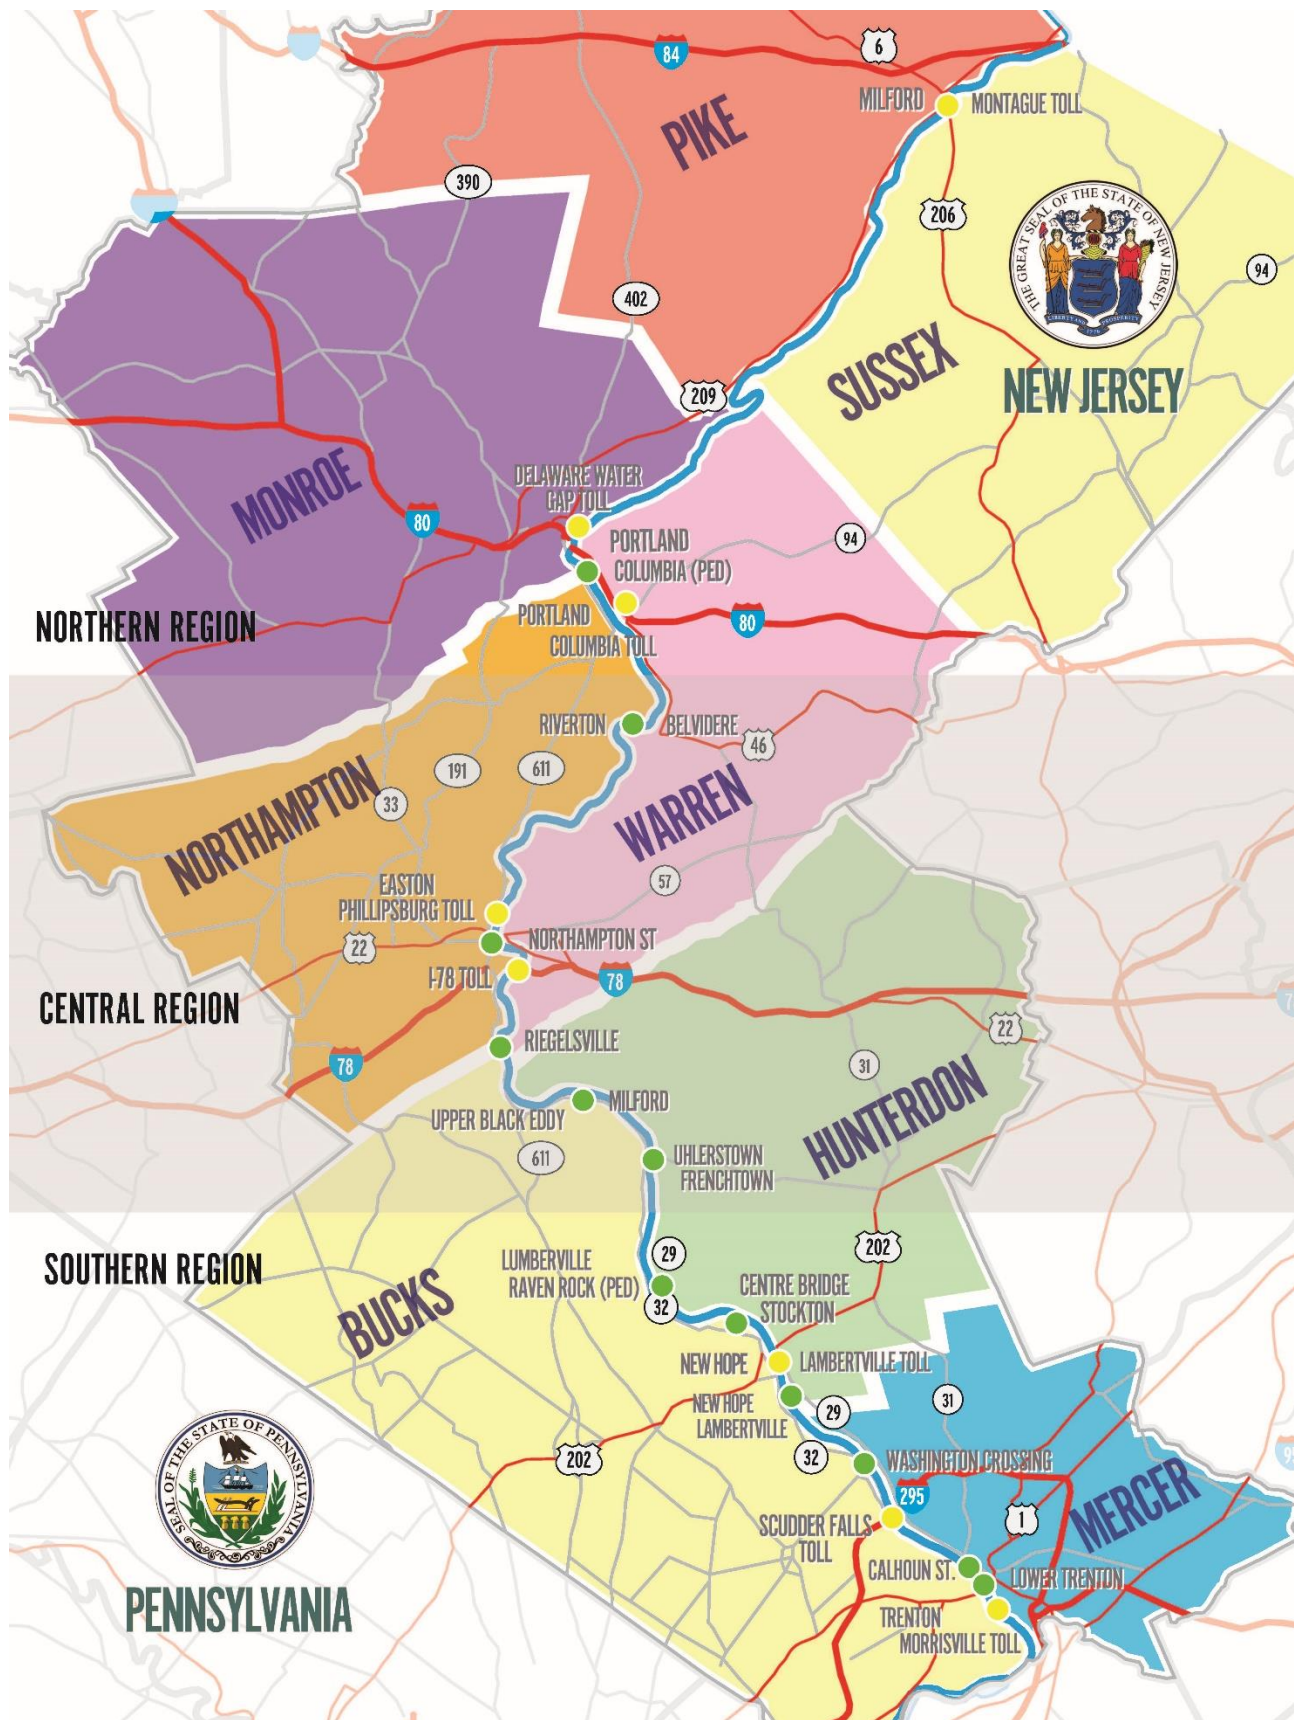 84
6
MILFORD
MONTAGUE TOLL
PIKE
390
206
THE GREAT SEAL OF THE STATE OF NEW JERSEY
LIBERTY AND PROSPERITY
1776
94
402
SUSSEX
NEW JERSEY
209
MONROE
DELAWARE WATER
GAP TOLL
80
94
PORTLAND
COLUMBIA (PED)
NORTHERN REGION
PORTLAND
COLUMBIA TOLL
80
RIVERTON
BELVIDERE
46
191
611
NORTHAMPTON
33
WARREN
57
EASTON
PHILLIPSBURG TOLL
22
NORTHAMPTON ST
I-78 TOLL
78
CENTRAL REGION
22
RIEGELSVILLE
78
31
HUNTERDON
MILFORD
UPPER BLACK EDDY
611
UHLERSTOWN
FRENCHTOWN
SOUTHERN REGION
202
29
LUMBERVILLE
RAVEN ROCK (PED)
32
CENTRE BRIDGE
STOCKTON
BUCKS
NEW HOPE
LAMBERTVILLE TOLL
31
NEW HOPE
LAMBERTVILLE
29
SEAL OF THE STATE OF PENNSYLVANIA
202
32
WASHINGTON CROSSING
295
MERCER
1
SCUDDER FALLS
TOLL
CALHOUN ST.
LOWER TRENTON
PENNSYLVANIA
TRENTON
MORRISVILLE TOLL